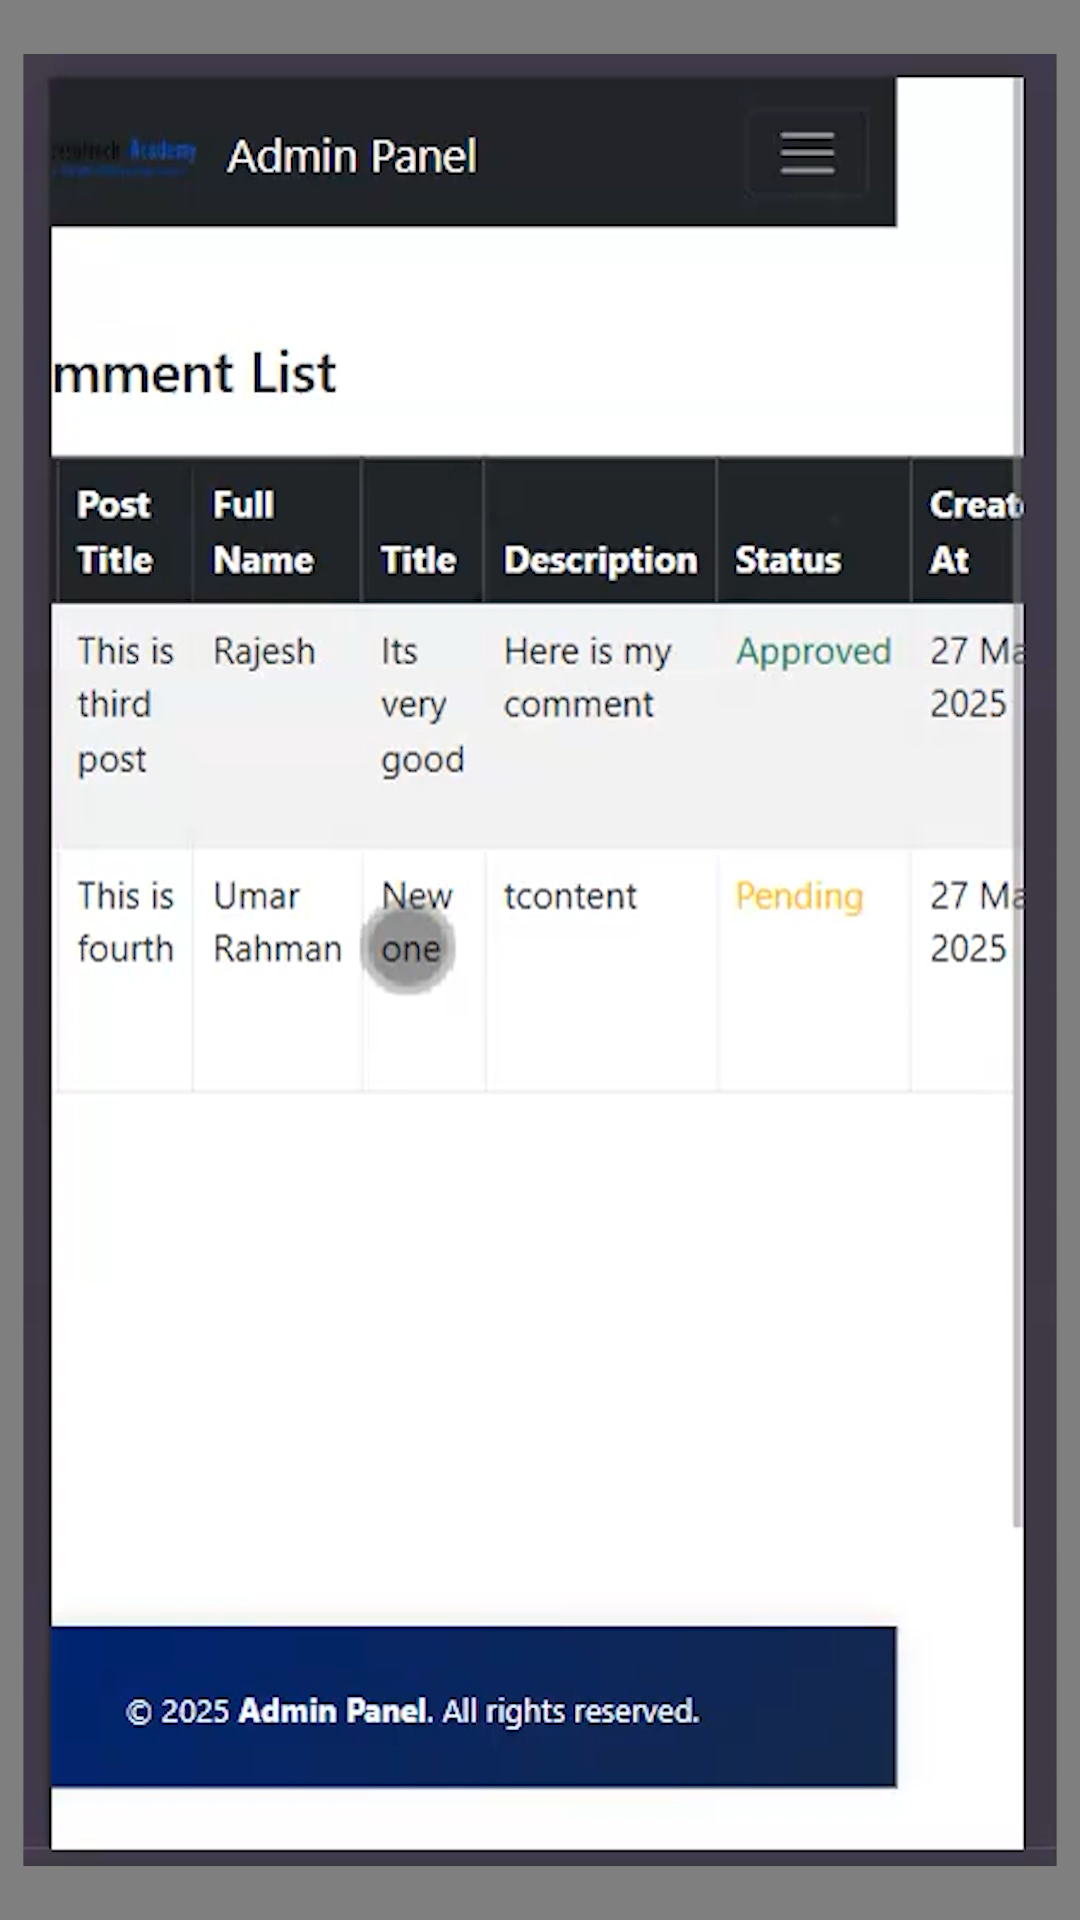 Academy
Admin Panel
mment List
Post Title
Full Name
Title
Description
Status
Creat
At
This is third post
Rajesh
Its very good
Here is my comment
Approved
27 Ma
2025
This is fourth
Umar Rahman
New one
tcontent
Pending
27 Ma
2025
© 2025 Admin Panel. All rights reserved.